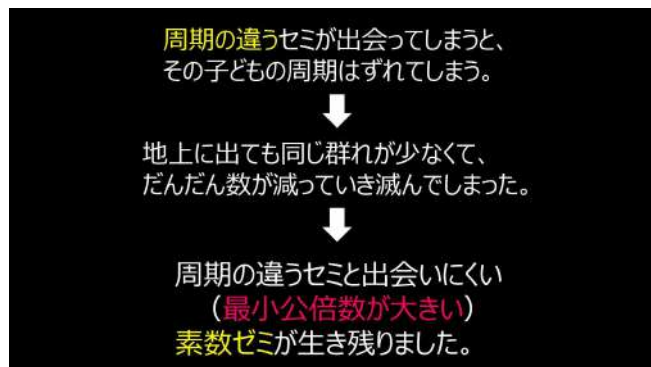 周期の違うセミが出会ってしまうと、
その子どもの周期はずれてしまう。
地上に出ても同じ群れが少なくて、
だんだん数が減っていき滅んでしまった。
周期の違うセミと出会いにくい
（最小公倍数が大きい）
素数ゼミが生き残りました。